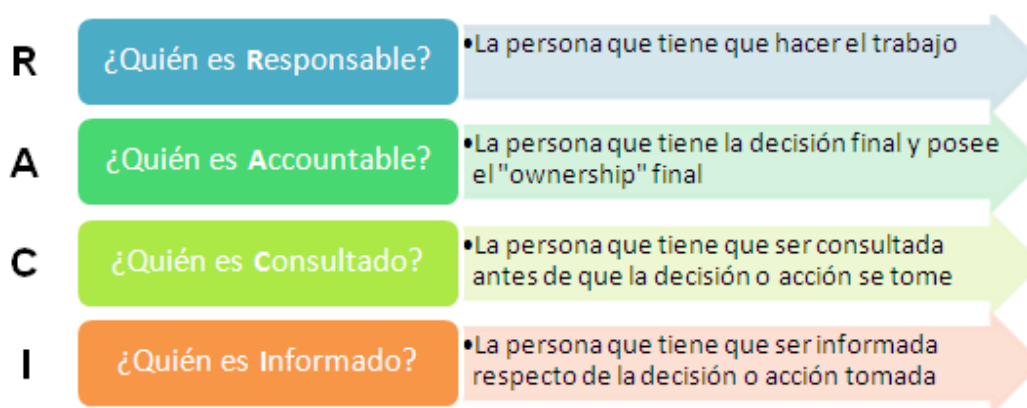 R
¿Quién es Responsable?
•La persona que tiene que hacer el trabajo
A
¿Quién es Accountable?
•La persona que tiene la decisión final y posee
el "ownership" final
C
¿Quién es Consultado?
•La persona que tiene que ser consultada
antes de que la decisión o acción se tome
I
¿Quién es Informado?
•La persona que tiene que ser informada
respecto de la decisión o acción tomada